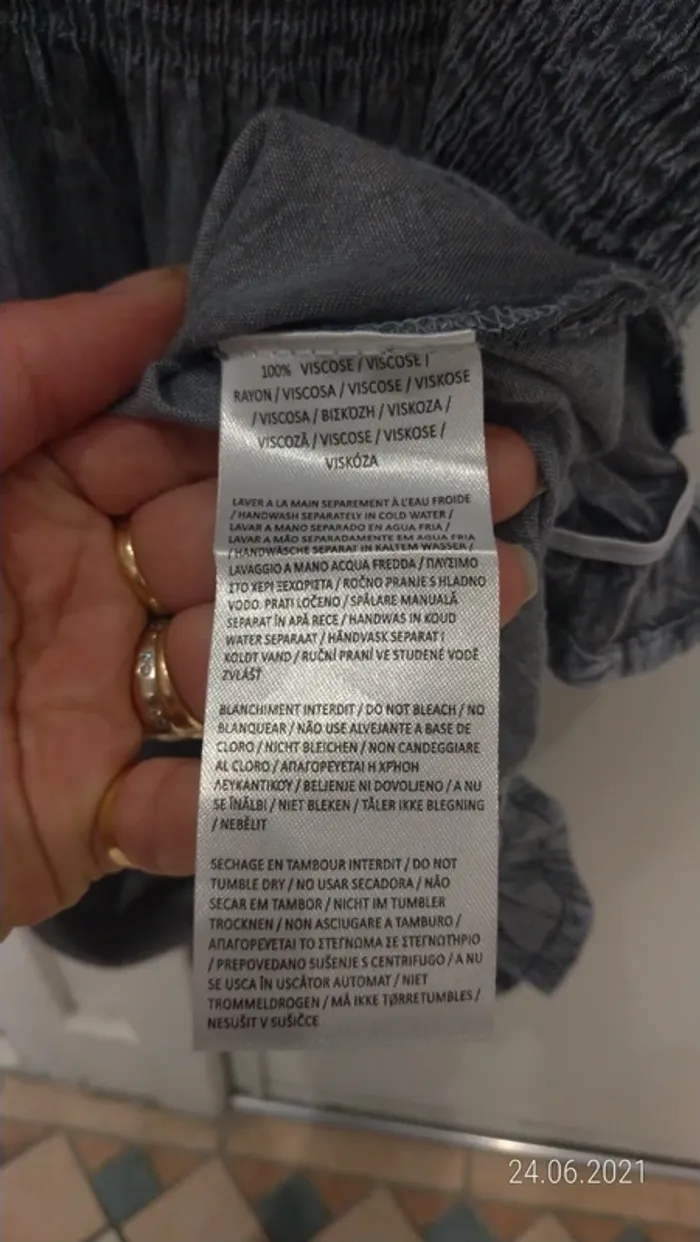 100% VISCOSE / VISCOSE /
RAYON / VISCOSA / VISCOSE / VISKOSE
/ VISCOSA / ΒΙΣΚΟΖΗ / VISKOZA /
VISCOZĂ / VISCOSE / VISKOSE /
VISKÓZA
LAVER A LA MAIN SEPAREMENT À L'EAU FROIDE
/ HANDWASH SEPARATELY IN COLD WATER /
LAVAR A MANO SEPARADO EN AGUA FRIA /
LAVAR A MÃO SEPARADAMENTE EM AGUA FRIA
/ HANDWÄSCHE SEPARAT IN KALTEM WASSER /
LAVAGGIO A MANO ACQUA FREDDA / ΠΛΥΣΙΜΟ
ΣΤΟ ΧΕΡΙ ΞΕΧΩΡΙΣΤΑ / ROČNO PRANJE S HLADNO
VODO. PRATI LOČENO / SPĂLARE MANUALĂ
SEPARAT ÎN APĂ RECE / HANDWAS IN KOUD
WATER SEPARAAT / HÅNDVASK SEPARAT I
KOLDT VAND / RUČNÍ PRANÍ VE STUDENÉ VODĚ
ZVLÁŠŤ
BLANCHIMENT INTERDIT / DO NOT BLEACH / NO
BLANQUEAR / NÃO USE ALVEJANTE A BASE DE
CLORO / NICHT BLEICHEN / NON CANDEGGIARE
AL CLORO / ΑΠΑΓΟΡΕΥΕΤΑΙ Η ΧΡΗΟΗ
ΛΕΥΚΑΝΤΙΚΟΥ / BELJENJE NI DOVOLJENO / A NU
SE ÎNĂLBI / NIET BLEKEN / TÅLER IKKE BLEGNING
/ NEBĚLIT
SECHAGE EN TAMBOUR INTERDIT / DO NOT
TUMBLE DRY / NO USAR SECADORA / NÃO
SECAR EM TAMBOR / NICHT IM TUMBLER
TROCKNEN / NON ASCIUGARE A TAMBURO /
ΑΠΑΓΟΡΕΥΕΤΑΙ ΤΟ ΣΤΕΓΝΩΜΑ ΣΕ ΣΤΕΓΝΩΤΗΡΙΟ
/ PREPOVEDANO SUŠENJE S CENTRIFUGO / A NU
SE USCA ÎN USCĂTOR AUTOMAT / NIET
TROMMELDROGEN / MÅ IKKE TØRRETUMBLES /
NESUŠIT V SUŠIČCE
24.06.2021